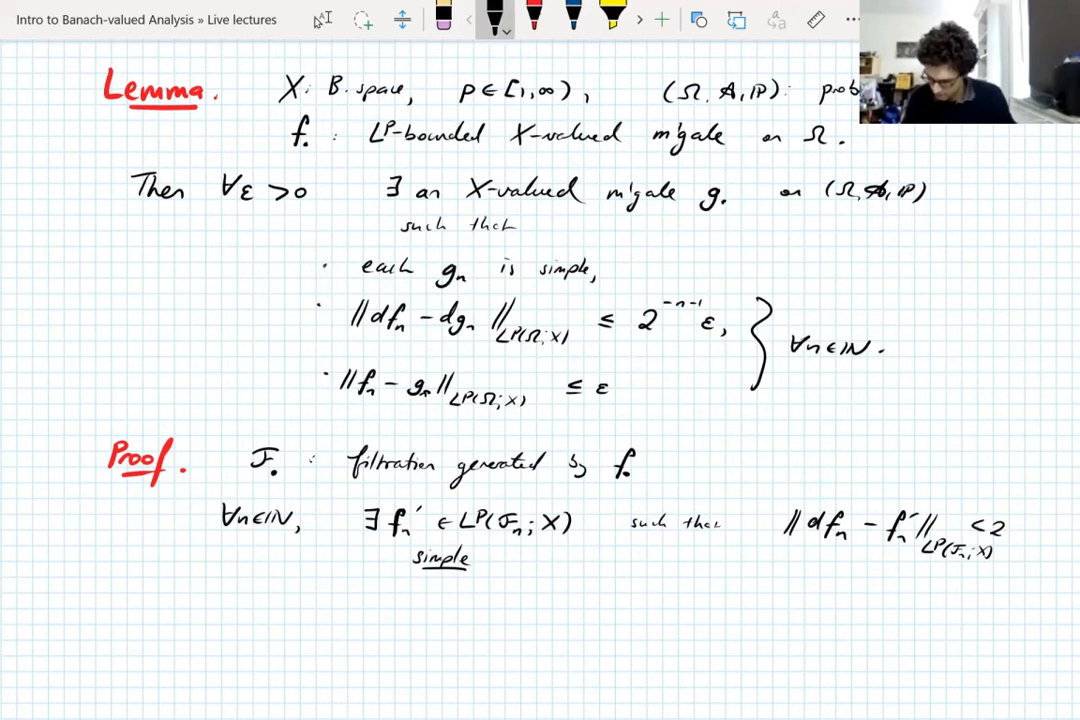 Intro to Banach-valued Analysis » Live lectures
Lemma. X: B. space, p ∈ [1,∞), (Ω, A, ℙ): prob
f. : L^p-bounded X-valued m'gale on Ω.
Then ∀ε > 0 ∃ an X-valued m'gale g. on (Ω, A, ℙ)
such that
· each g_n is simple,
· ‖df_n − dg_n‖_{L^p(Ω;X)} ≤ 2^{-n-1} ε, } ∀n ∈ ℕ.
· ‖f_n − g_n‖_{L^p(Ω;X)} ≤ ε
Proof. F. : filtration generated by f.
∀n∈ℕ, ∃ f_n' ∈ L^p(F_n; X) such that ‖df_n − f_n'‖_{L^p(F_n;X)} < 2
simple